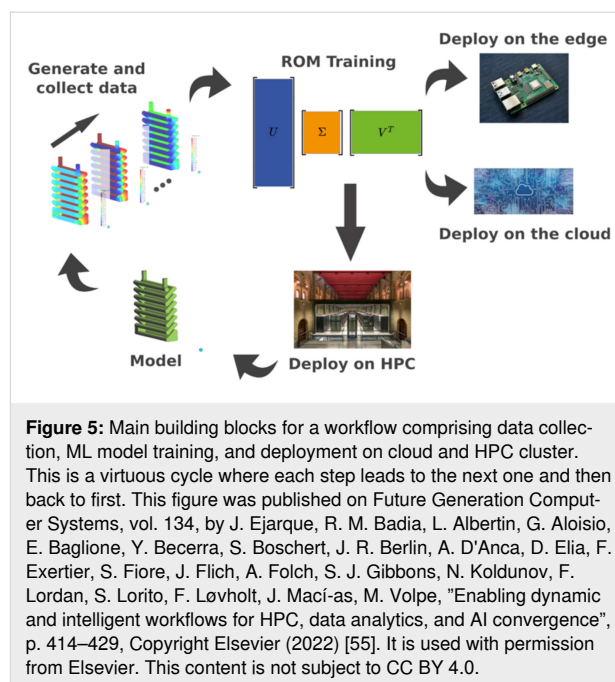 Generate and
collect data
ROM Training
Deploy on the edge
U
Σ
V^T
Deploy on the cloud
Model
Deploy on HPC
Figure 5: Main building blocks for a workflow comprising data collec-
tion, ML model training, and deployment on cloud and HPC cluster.
This is a virtuous cycle where each step leads to the next one and then
back to first. This figure was published on Future Generation Comput-
er Systems, vol. 134, by J. Ejarque, R. M. Badia, L. Albertin, G. Aloisio,
E. Baglione, Y. Becerra, S. Boschert, J. R. Berlin, A. D'Anca, D. Elia, F.
Exertier, S. Fiore, J. Flich, A. Folch, S. J. Gibbons, N. Koldunov, F.
Lordan, S. Lorito, F. Løvholt, J. Mací-as, M. Volpe, ”Enabling dynamic
and intelligent workflows for HPC, data analytics, and AI convergence”,
p. 414–429, Copyright Elsevier (2022) [55]. It is used with permission
from Elsevier. This content is not subject to CC BY 4.0.